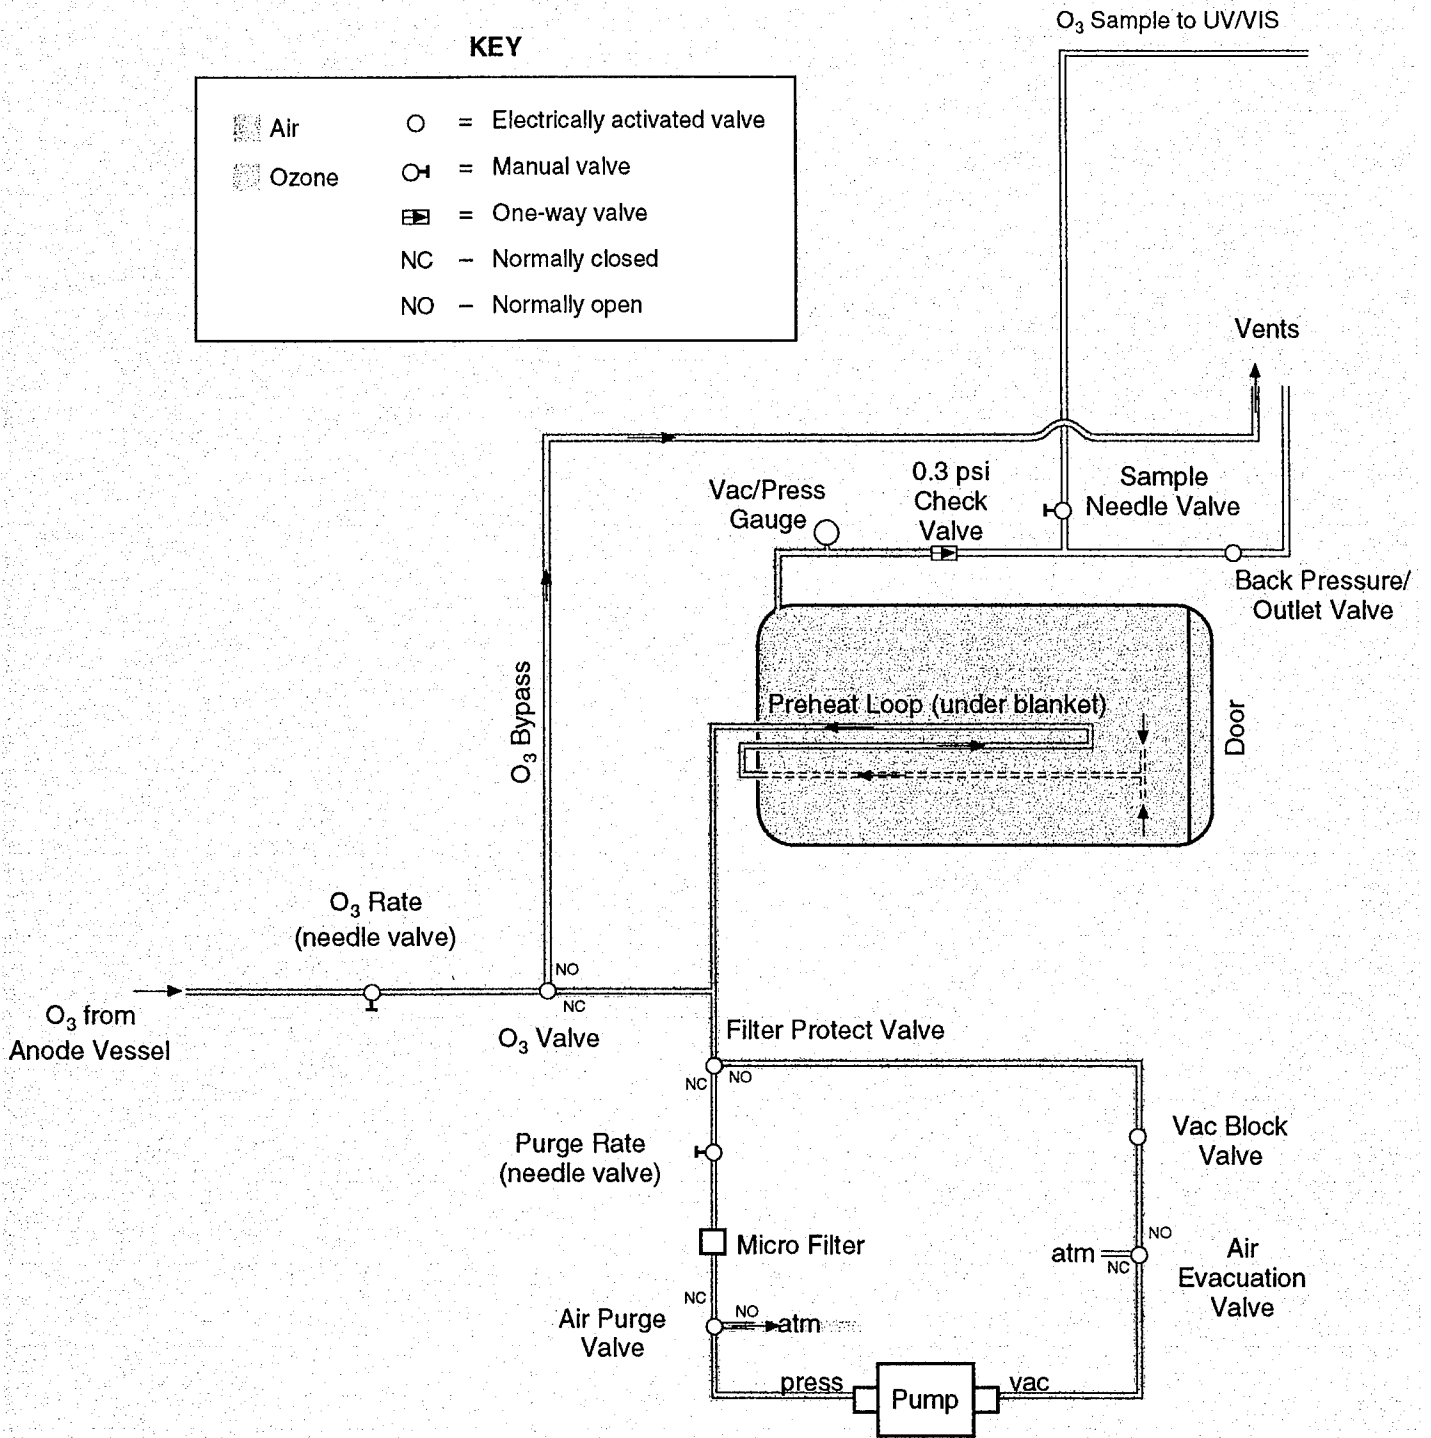 O₃ Sample to UV/VIS
KEY
Air
Ozone
= Electrically activated valve
= Manual valve
= One-way valve
NC – Normally closed
NO – Normally open
Vents
0.3 psi
Check
Valve
Sample
Needle Valve
Vac/Press
Gauge
Back Pressure/
Outlet Valve
O₃ Bypass
Preheat Loop (under blanket)
Door
O₃ Rate
(needle valve)
NO
NC
O₃ from
Anode Vessel
O₃ Valve
Filter Protect Valve
NC
NO
Purge Rate
(needle valve)
Vac Block
Valve
Micro Filter
NO
atm
NC
Air
Evacuation
Valve
NC
NO
Air Purge
Valve
atm
press
Pump
vac